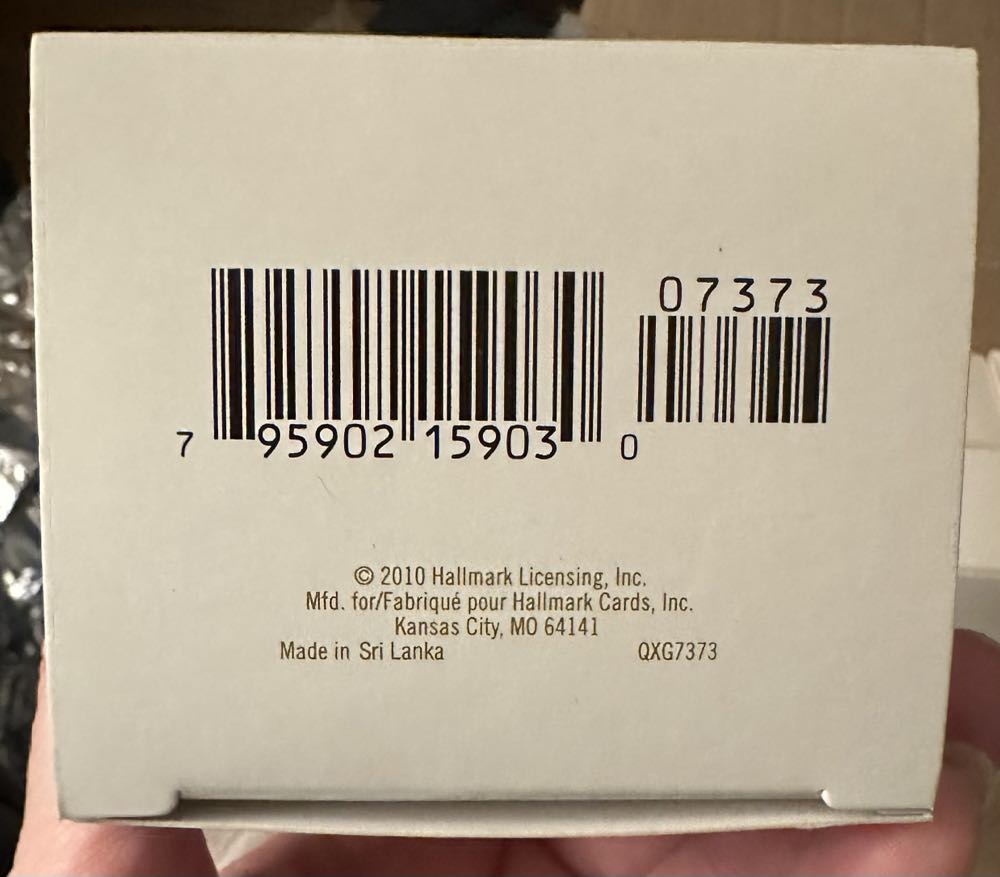 07373
7 95902 15903 0
© 2010 Hallmark Licensing, Inc.
Mfd. for/Fabriqué pour Hallmark Cards, Inc.
Kansas City, MO 64141
Made in Sri Lanka QXG7373